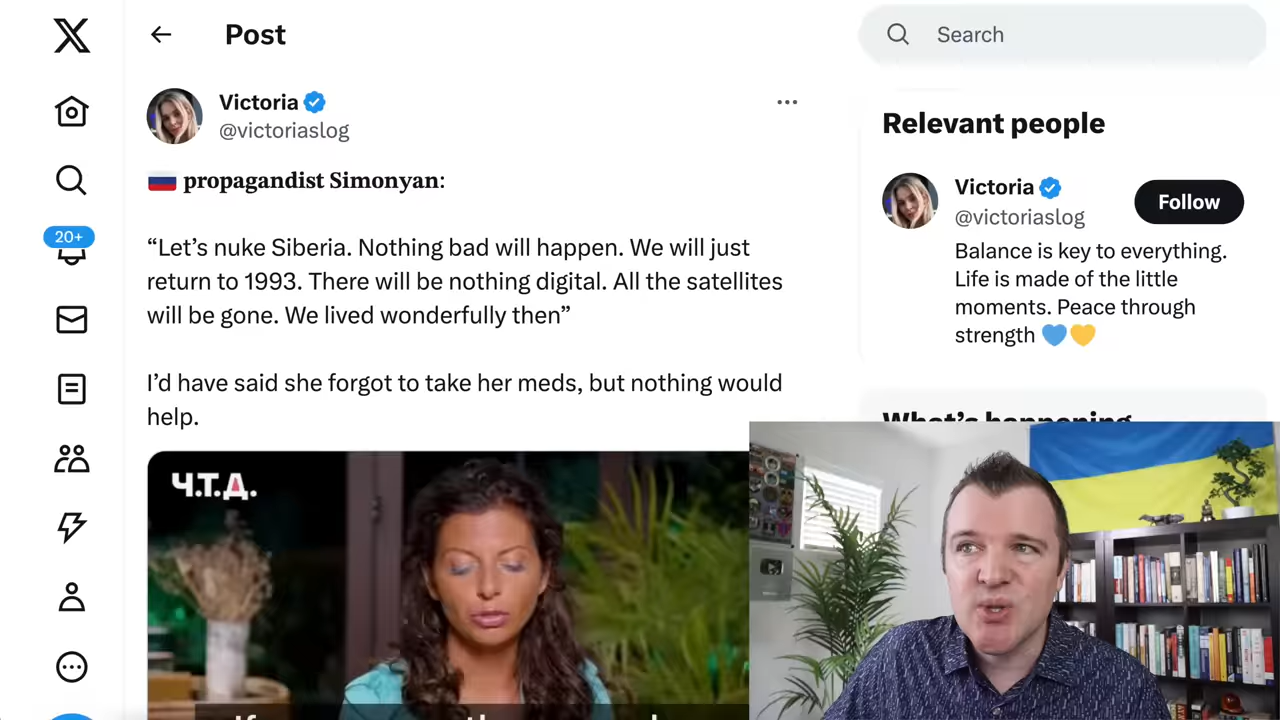 Post
Search
Victoria
@victoriaslog
🇷🇺 propagandist Simonyan:
“Let’s nuke Siberia. Nothing bad will happen. We will just
return to 1993. There will be nothing digital. All the satellites
will be gone. We lived wonderfully then”
I’d have said she forgot to take her meds, but nothing would
help.
Ч.Т.Д.
20+
Relevant people
Victoria
@victoriaslog
Follow
Balance is key to everything.
Life is made of the little
moments. Peace through
strength 💙💛
What’s happening